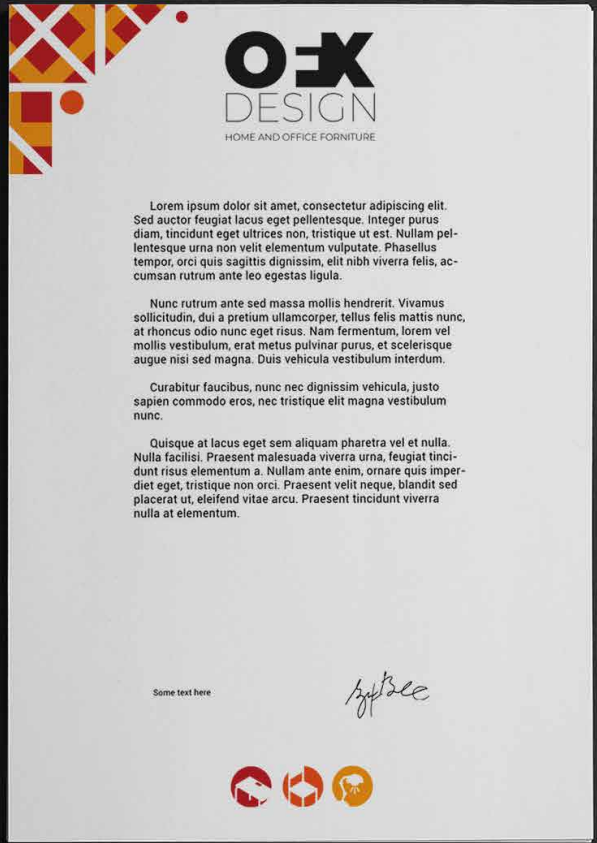 OFX
DESIGN
HOME AND OFFICE FORNITURE
Lorem ipsum dolor sit amet, consectetur adipiscing elit.
Sed auctor feugiat lacus eget pellentesque. Integer purus
diam, tincidunt eget ultrices non, tristique ut est. Nullam pel-
lentesque urna non velit elementum vulputate. Phasellus
tempor, orci quis sagittis dignissim, elit nibh viverra felis, ac-
cumsan rutrum ante leo egestas ligula.
Nunc rutrum ante sed massa mollis hendrerit. Vivamus
sollicitudin, dui a pretium ullamcorper, tellus felis mattis nunc,
at rhoncus odio nunc eget risus. Nam fermentum, lorem vel
mollis vestibulum, erat metus pulvinar purus, et scelerisque
augue nisi sed magna. Duis vehicula vestibulum interdum.
Curabitur faucibus, nunc nec dignissim vehicula, justo
sapien commodo eros, nec tristique elit magna vestibulum
nunc.
Quisque at lacus eget sem aliquam pharetra vel et nulla.
Nulla facilisi. Praesent malesuada viverra urna, feugiat tinci-
dunt risus elementum a. Nullam ante enim, ornare quis imper-
diet eget, tristique non orci. Praesent velit neque, blandit sed
placerat ut, eleifend vitae arcu. Praesent tincidunt viverra
nulla at elementum.
Some text here